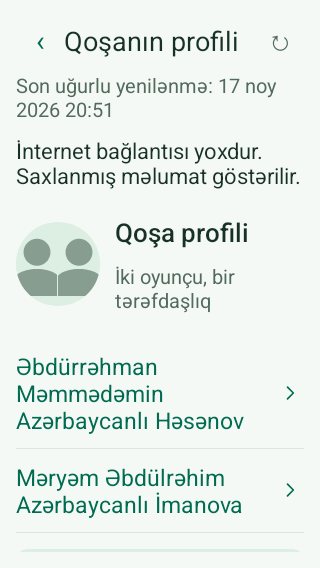 Qoşanın profili
Son uğurlu yenilənmə: 17 noy
2026 20:51
İnternet bağlantısı yoxdur.
Saxlanmış məlumat göstərilir.
Qoşa profili
İki oyunçu, bir
tərəfdaşlıq
Əbdürrəhman
Məmmədəmin
Azərbaycanlı Həsənov
Məryəm Əbdülrəhim
Azərbaycanlı İmanova